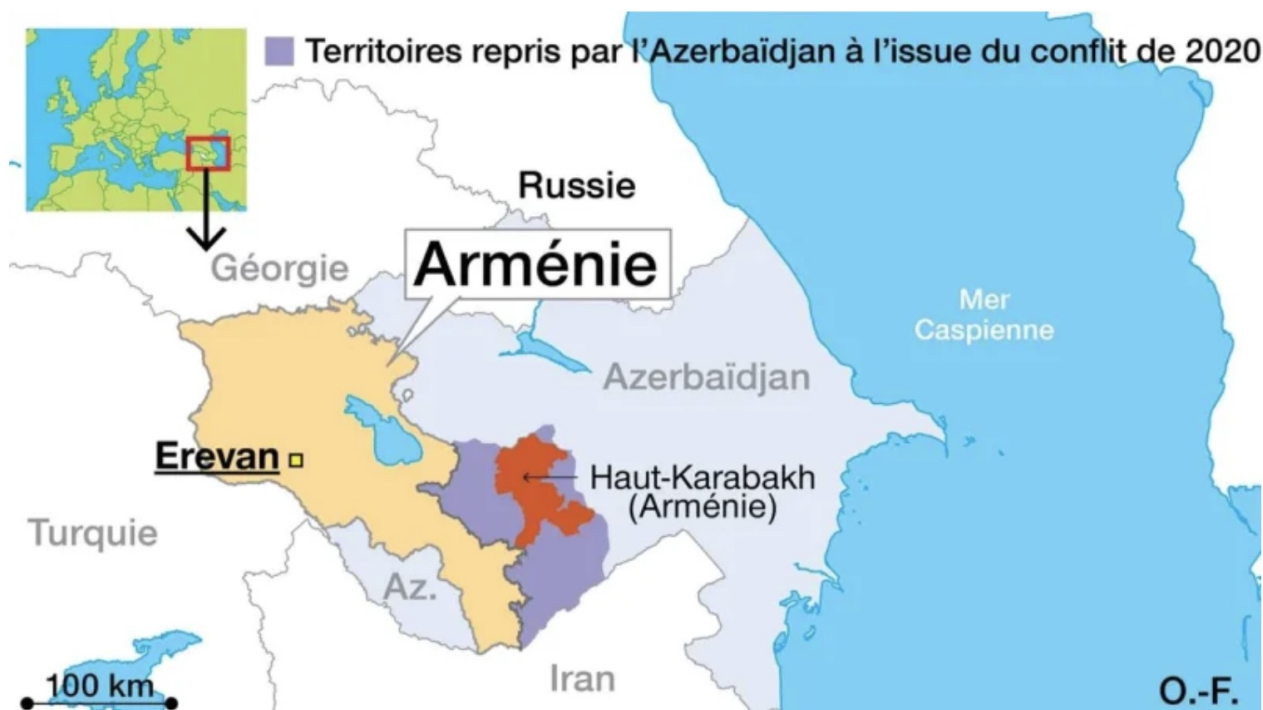 Territoires repris par l’Azerbaïdjan à l’issue du conflit de 2020
Russie
Géorgie
Arménie
Mer
Caspienne
Azerbaïdjan
Erevan
Haut-Karabakh
(Arménie)
Turquie
Az.
Iran
100 km
O.-F.